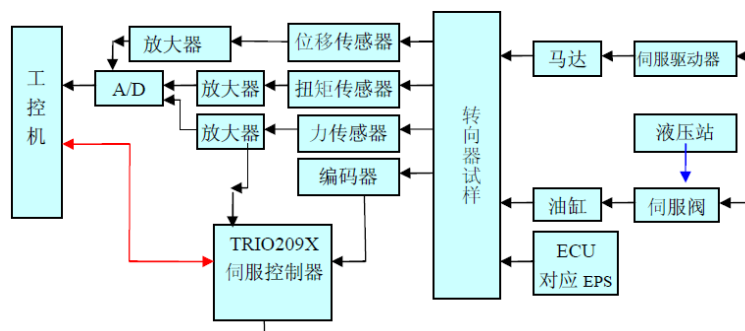 放大器
位移传感器
马达
伺服驱动器
工控机
A/D
放大器
扭矩传感器
转向器试样
放大器
力传感器
液压站
编码器
油缸
伺服阀
TRIO209X
伺服控制器
ECU
对应 EPS